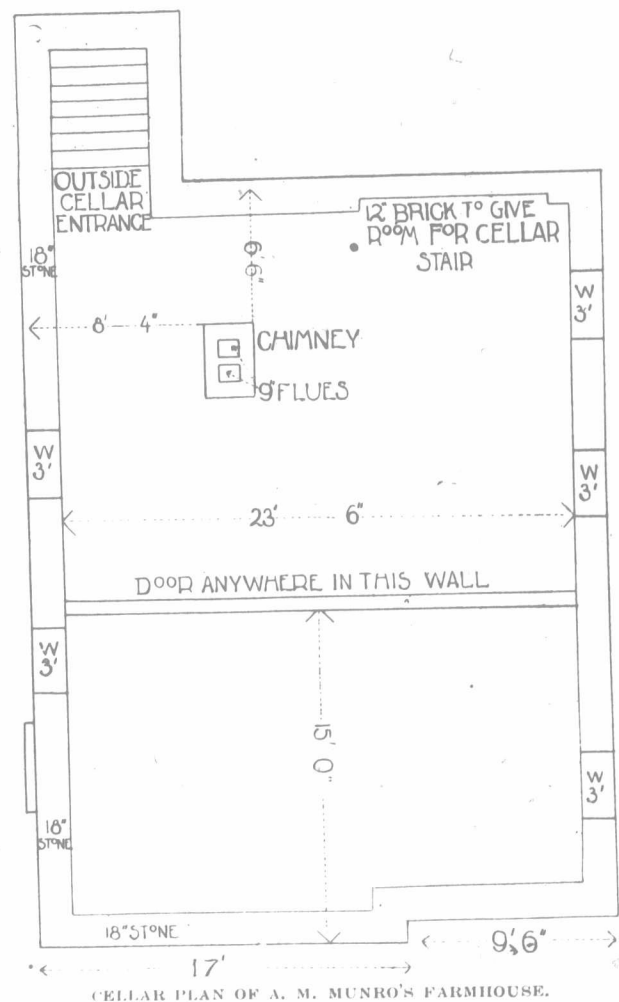 OUTSIDE
CELLAR
ENTRANCE
12" BRICK TO GIVE
ROOM FOR CELLAR
STAIR
18"
STONE
6'6"
W
3'
8' 4"
CHIMNEY
9" FLUES
W
3'
W
3'
23' 6"
DOOR ANYWHERE IN THIS WALL
W
3'
15' 0"
W
3'
18"
STONE
18" STONE
9'6"
17'
CELLAR PLAN OF A. M. MUNRO'S FARMHOUSE.